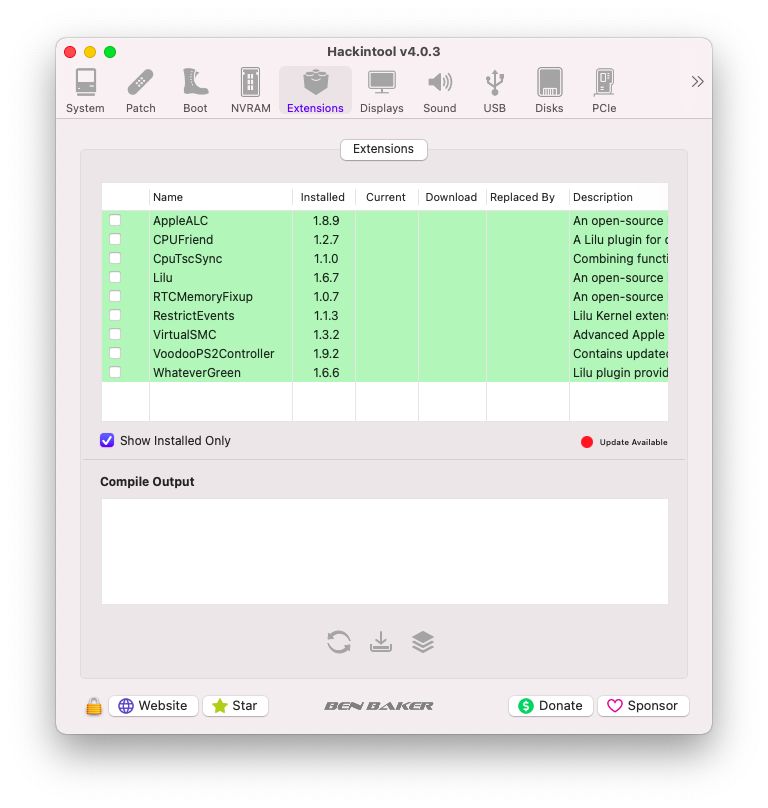 Hackintool v4.0.3
System Patch Boot NVRAM Extensions Displays Sound USB Disks PCIe
Extensions
Name Installed Current Download Replaced By Description
AppleALC 1.8.9 An open-source
CPUFriend 1.2.7 A Lilu plugin for
CpuTscSync 1.1.0 Combining functi
Lilu 1.6.7 An open-source
RTCMemoryFixup 1.0.7 An open-source
RestrictEvents 1.1.3 Lilu Kernel exten
VirtualSMC 1.3.2 Advanced Apple
VoodooPS2Controller 1.9.2 Contains update
WhateverGreen 1.6.6 Lilu plugin provid
Show Installed Only Update Available
Compile Output
Website Star BEN BAKER Donate Sponsor